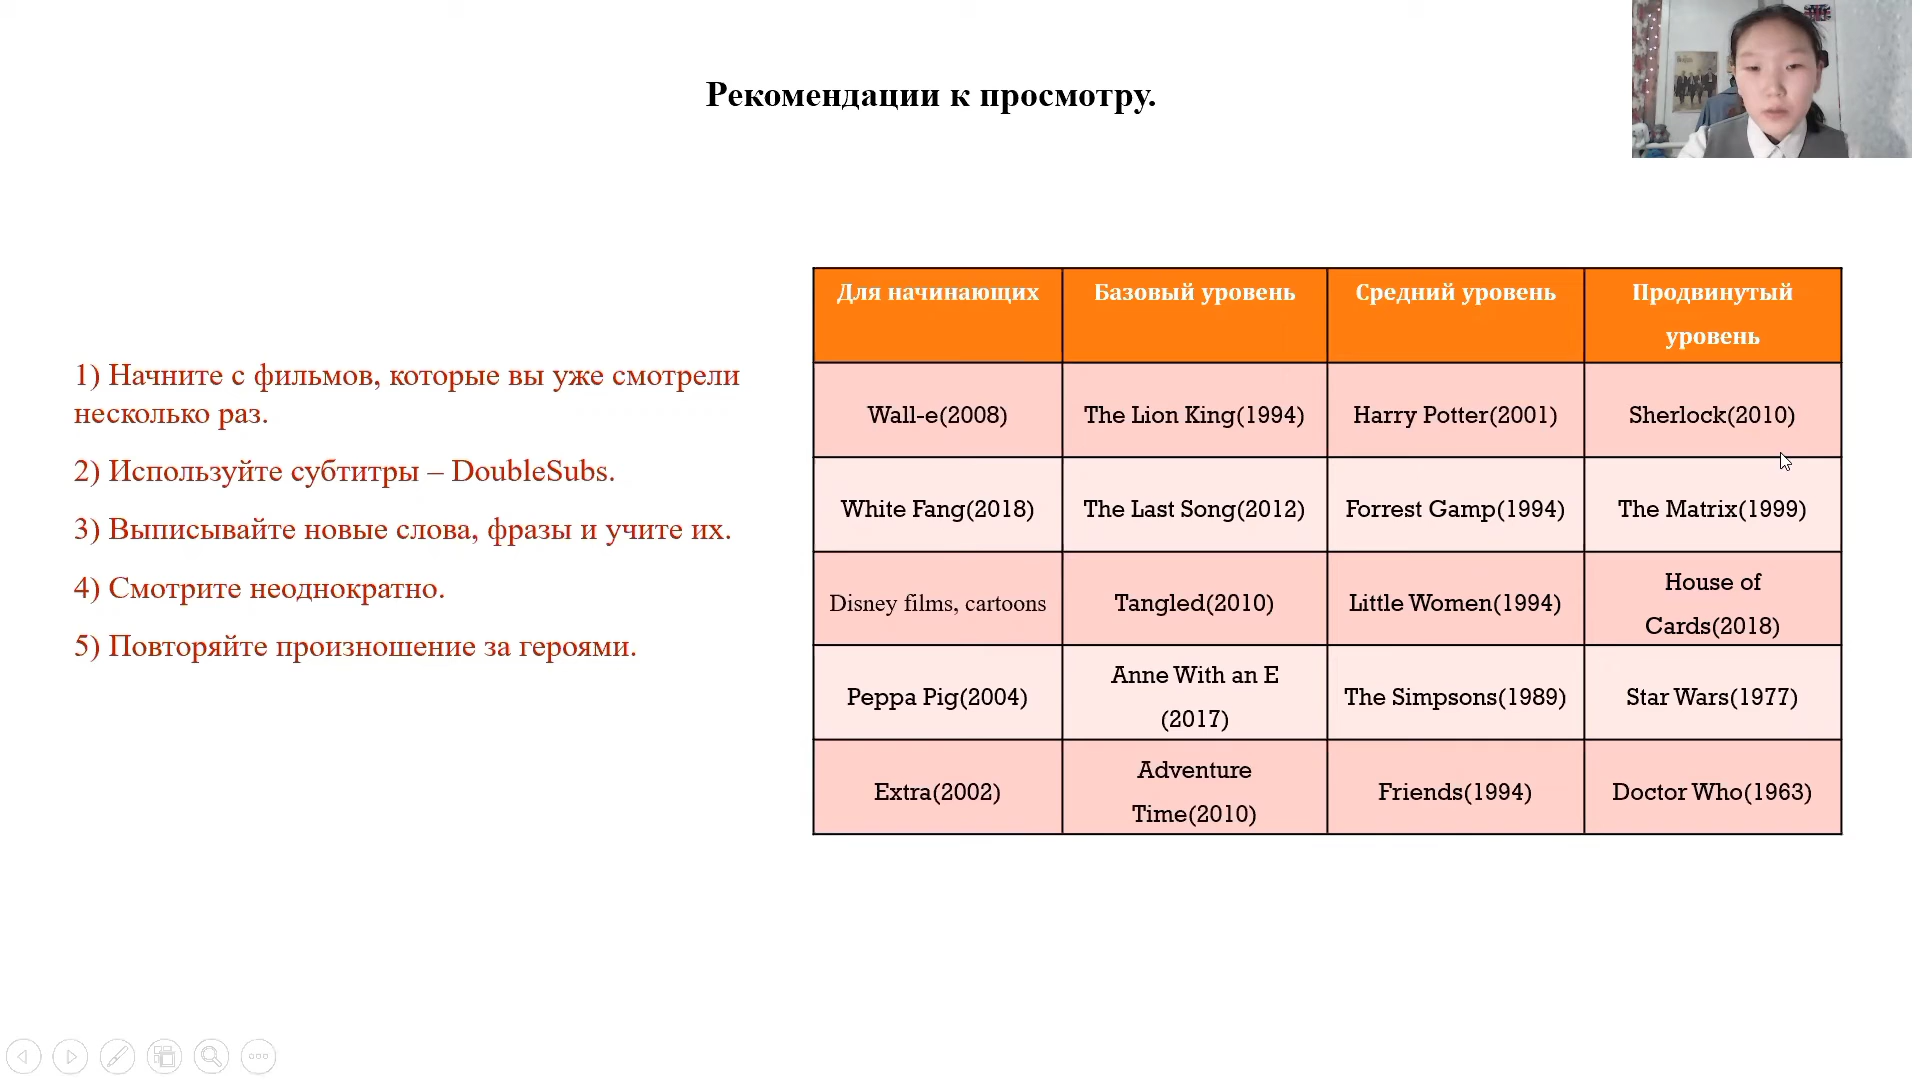 Рекомендации к просмотру.
1) Начните с фильмов, которые вы уже смотрели
несколько раз.
2) Используйте субтитры – DoubleSubs.
3) Выписывайте новые слова, фразы и учите их.
4) Смотрите неоднократно.
5) Повторяйте произношение за героями.
Для начинающих
Базовый уровень
Средний уровень
Продвинутый
уровень
Wall-e(2008)
The Lion King(1994)
Harry Potter(2001)
Sherlock(2010)
White Fang(2018)
The Last Song(2012)
Forrest Gamp(1994)
The Matrix(1999)
Disney films, cartoons
Tangled(2010)
Little Women(1994)
House of
Cards(2018)
Peppa Pig(2004)
Anne With an E
(2017)
The Simpsons(1989)
Star Wars(1977)
Extra(2002)
Adventure
Time(2010)
Friends(1994)
Doctor Who(1963)